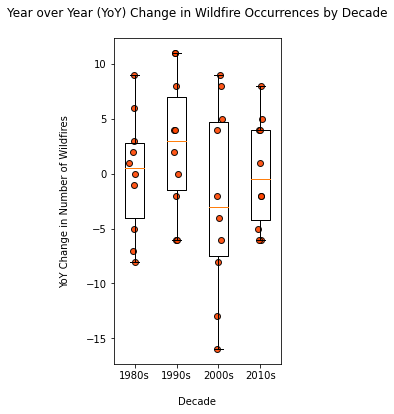 Year over Year (YoY) Change in Wildfire Occurrences by Decade
YoY Change in Number of Wildfires
10
5
0
−5
−10
−15
1980s 1990s 2000s 2010s
Decade